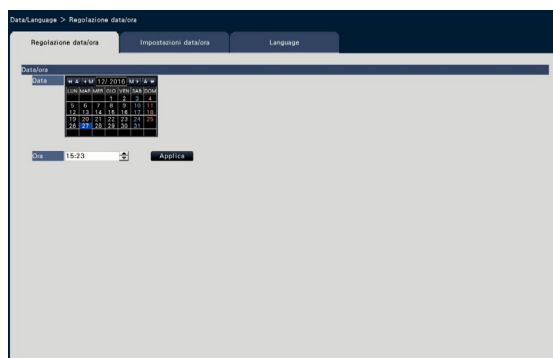 Data/Language > Regolazione data/ora
Regolazione data/ora Impostazioni data/ora Language
Data/ora
Data
A M 12/ 2016 M A
LUN MAR MER GIO VEN SAB DOM
1 2 3 4
5 6 7 8 9 10 11
12 13 14 15 16 17 18
19 20 21 22 23 24 25
26 27 28 29 30 31
Ora 15:23 Applica